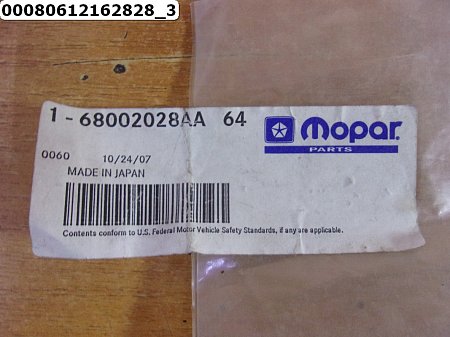 00080612162828_3
1 - 68002028AA 64
Mopar
PARTS
0060 10/24/07
MADE IN JAPAN
Contents conform to U.S. Federal Motor Vehicle Safety Standards, if any are applicable.